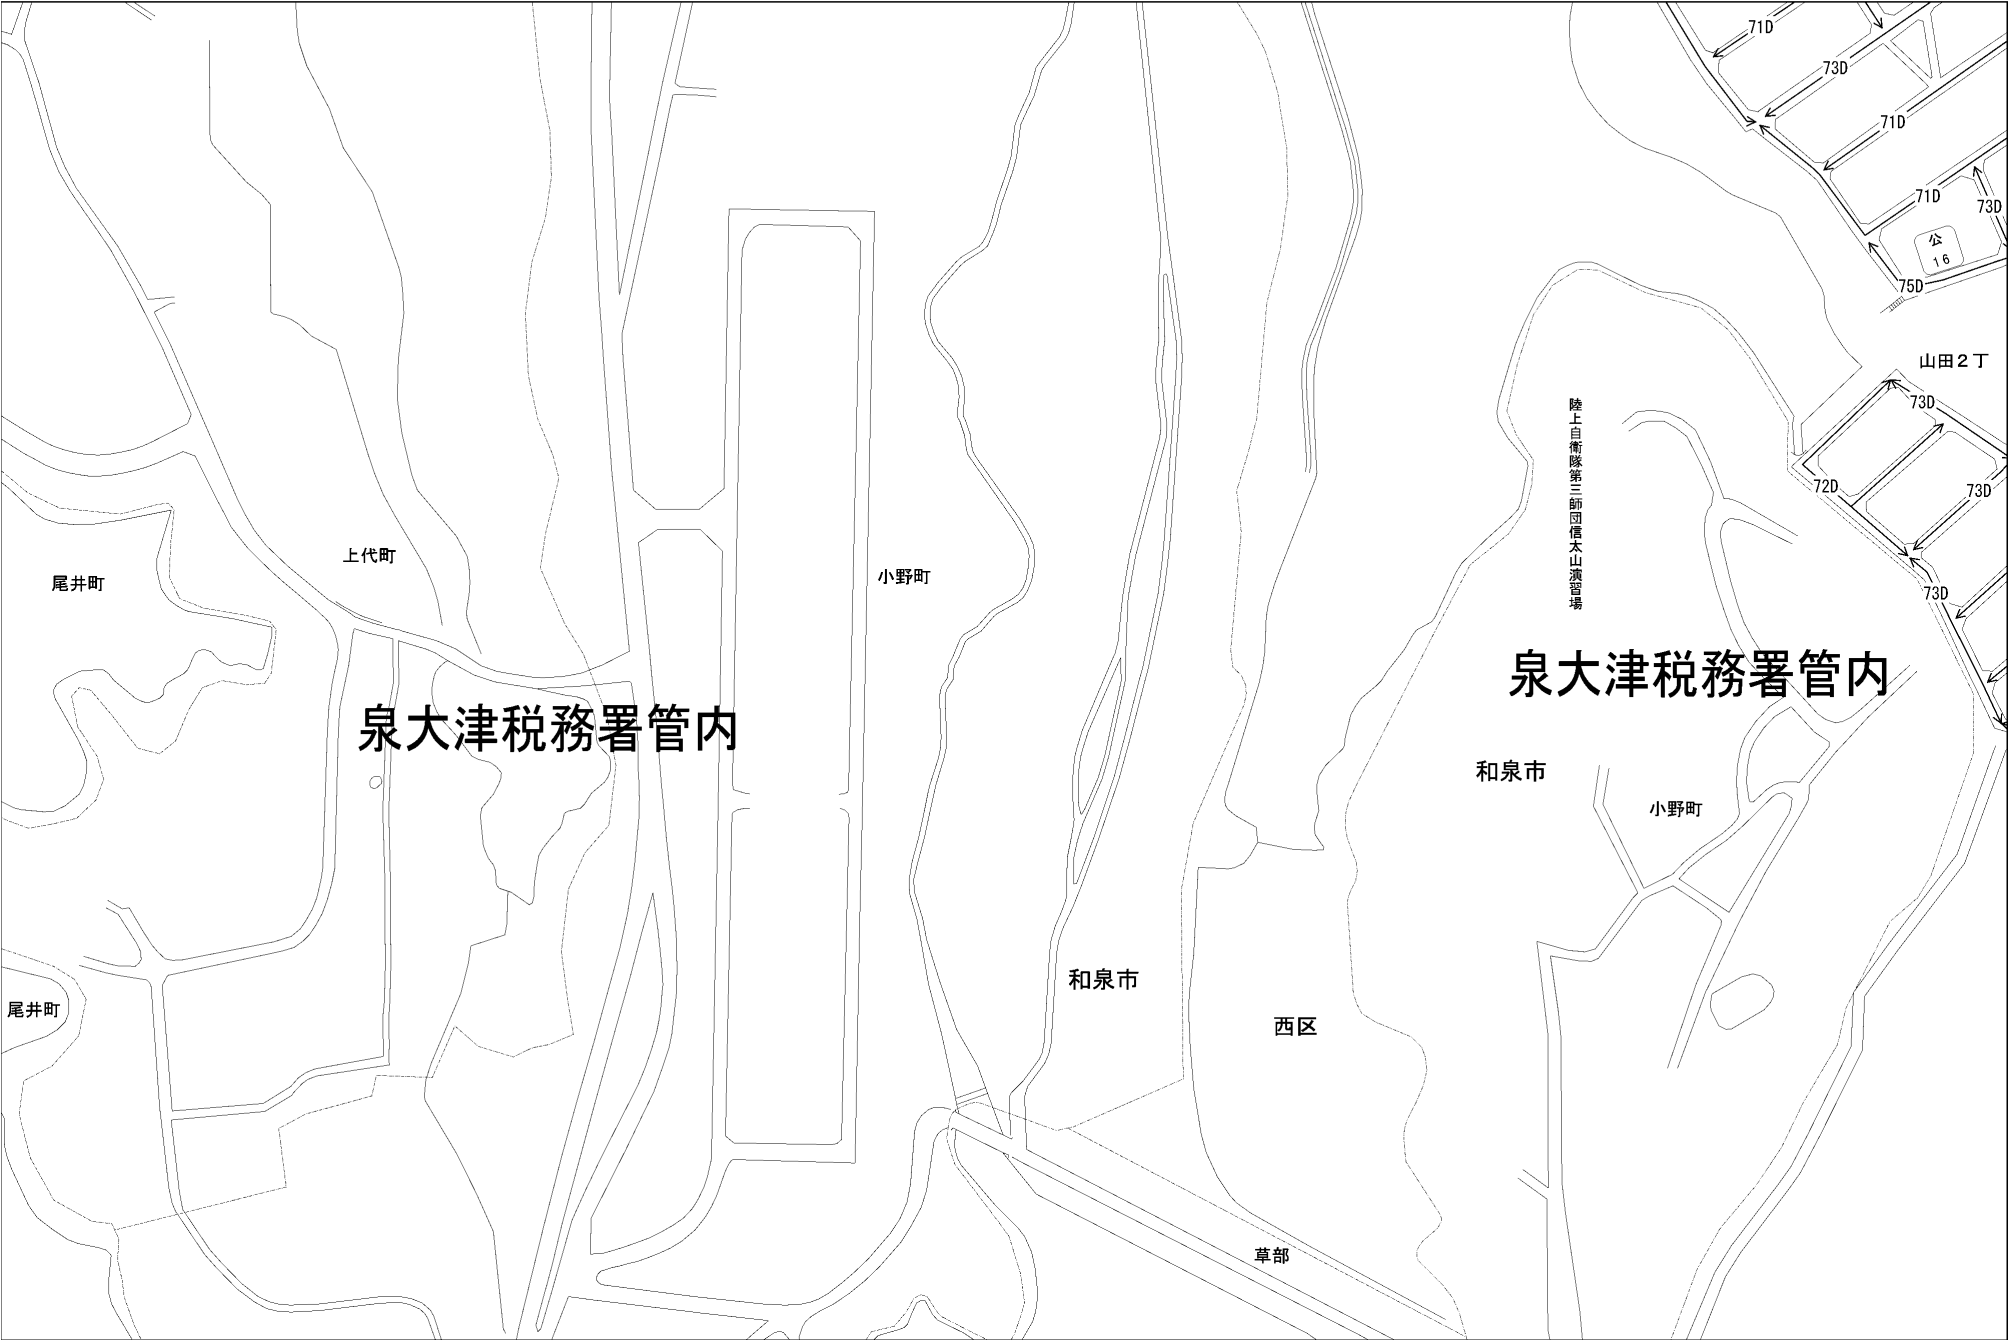 71D
73D
71D
71D
73D
公
16
75D
山田２丁
73D
72D
73D
73D
陸上自衛隊第三師団信太山演習場
上代町
尾井町
小野町
泉大津税務署管内
泉大津税務署管内
和泉市
小野町
和泉市
尾井町
西区
草部